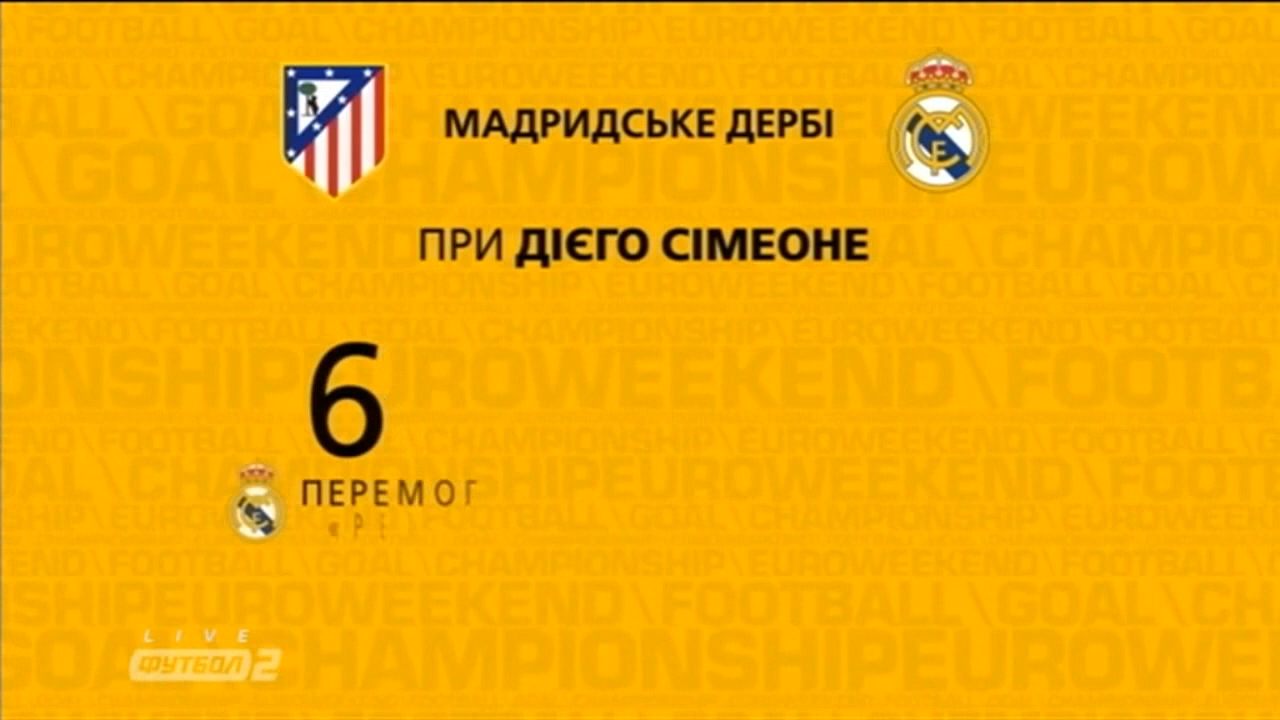 МАДРИДСЬКЕ ДЕРБІ
ПРИ ДІЄГО СІМЕОНЕ
6
ПЕРЕМОГ
LIVE
ФУТБОЛ 2